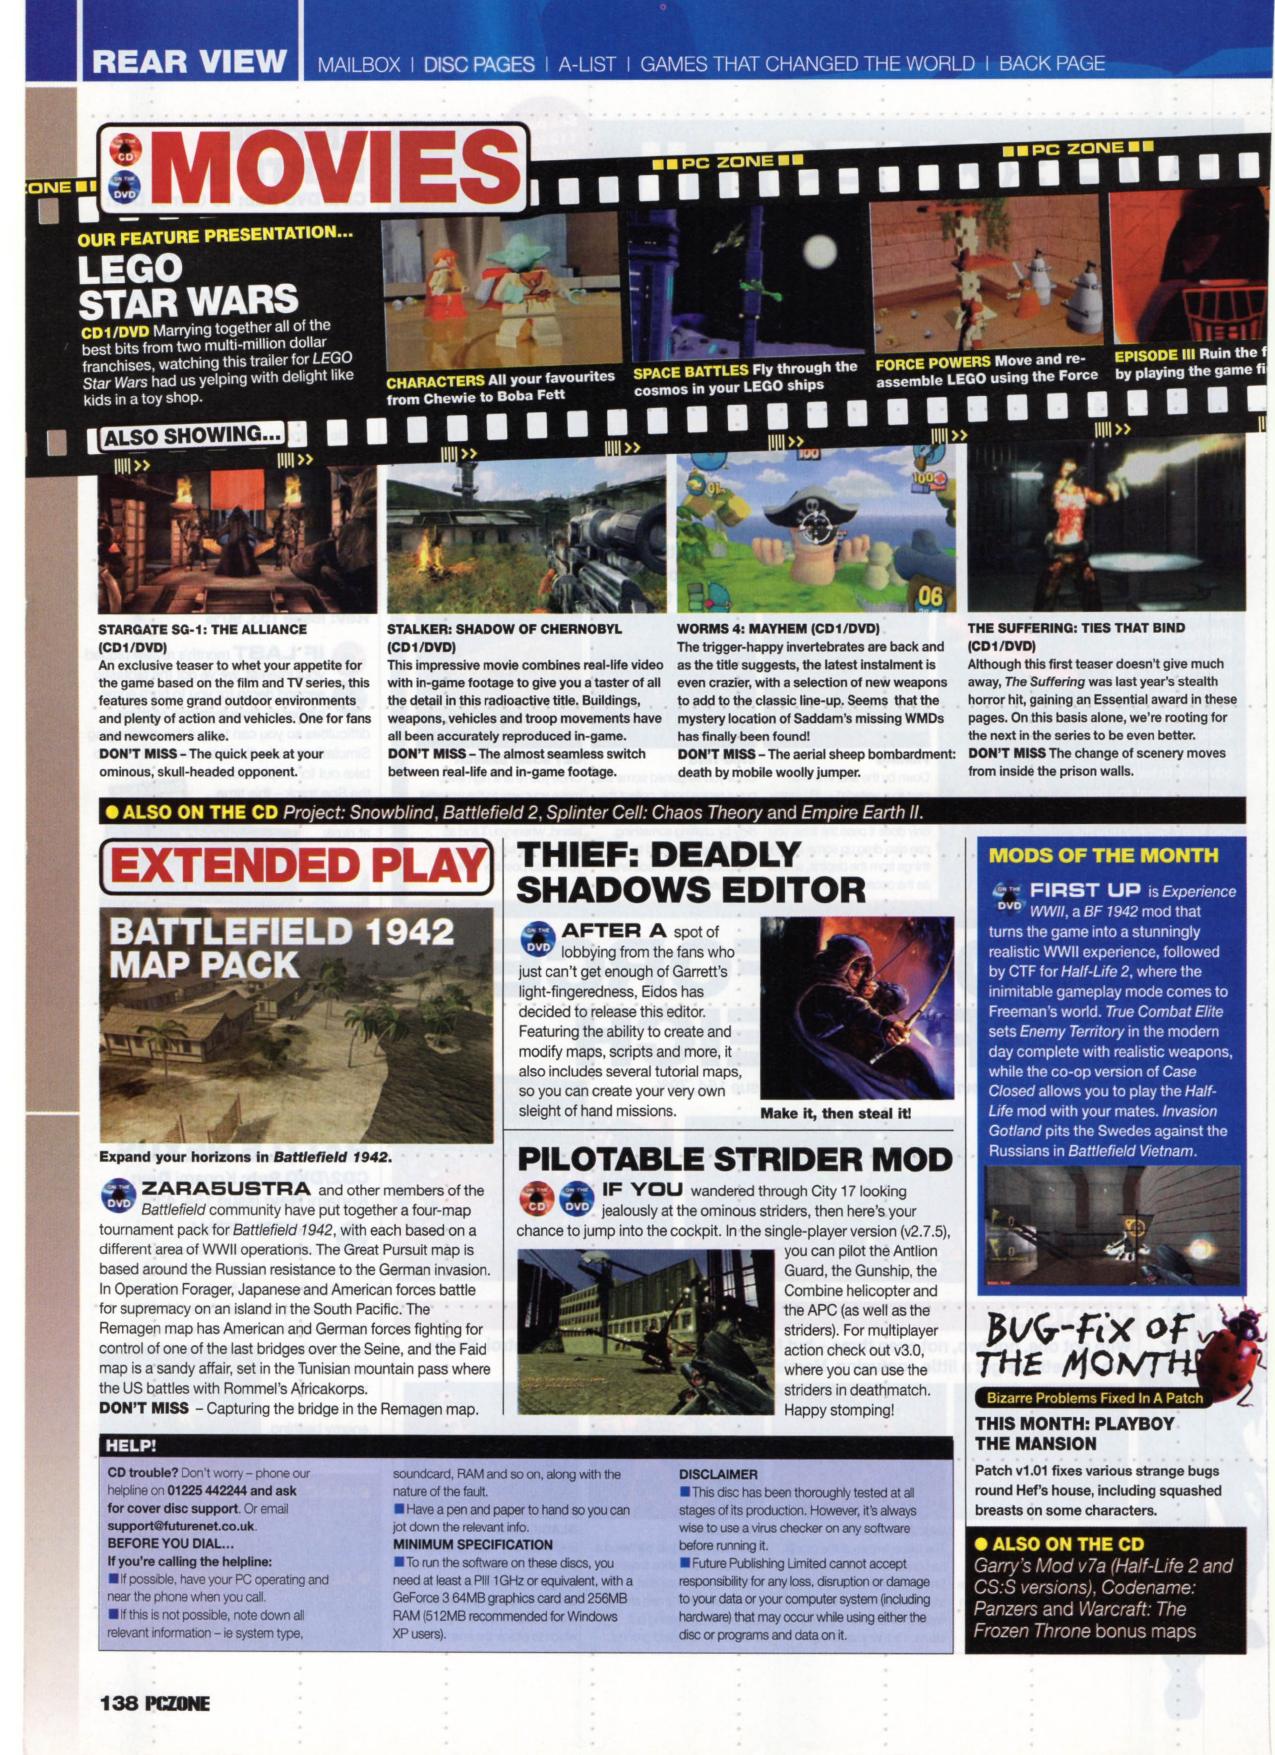 REAR VIEW
MAILBOX | DISC PAGES | A-LIST | GAMES THAT CHANGED THE WORLD | BACK PAGE
ON THE CD
ON THE DVD
MOVIES
ZONE
PC ZONE
PC ZONE
OUR FEATURE PRESENTATION...
LEGO
STAR WARS
CD1/DVD Marrying together all of the
best bits from two multi-million dollar
franchises, watching this trailer for LEGO
Star Wars had us yelping with delight like
kids in a toy shop.
CHARACTERS All your favourites
from Chewie to Boba Fett
SPACE BATTLES Fly through the
cosmos in your LEGO ships
FORCE POWERS Move and re-
assemble LEGO using the Force
EPISODE III Ruin the f
by playing the game fi
ALSO SHOWING...
100
01
100
06
STARGATE SG-1: THE ALLIANCE
(CD1/DVD)
An exclusive teaser to whet your appetite for
the game based on the film and TV series, this
features some grand outdoor environments
and plenty of action and vehicles. One for fans
and newcomers alike.
DON'T MISS – The quick peek at your
ominous, skull-headed opponent.
STALKER: SHADOW OF CHERNOBYL
(CD1/DVD)
This impressive movie combines real-life video
with in-game footage to give you a taster of all
the detail in this radioactive title. Buildings,
weapons, vehicles and troop movements have
all been accurately reproduced in-game.
DON'T MISS – The almost seamless switch
between real-life and in-game footage.
WORMS 4: MAYHEM (CD1/DVD)
The trigger-happy invertebrates are back and
as the title suggests, the latest instalment is
even crazier, with a selection of new weapons
to add to the classic line-up. Seems that the
mystery location of Saddam's missing WMDs
has finally been found!
DON'T MISS – The aerial sheep bombardment:
death by mobile woolly jumper.
THE SUFFERING: TIES THAT BIND
(CD1/DVD)
Although this first teaser doesn't give much
away, The Suffering was last year's stealth
horror hit, gaining an Essential award in these
pages. On this basis alone, we're rooting for
the next in the series to be even better.
DON'T MISS The change of scenery moves
from inside the prison walls.
● ALSO ON THE CD Project: Snowblind, Battlefield 2, Splinter Cell: Chaos Theory and Empire Earth II.
EXTENDED PLAY
BATTLEFIELD 1942
MAP PACK
Expand your horizons in Battlefield 1942.
ON THE DVD
ZARA5USTRA and other members of the
Battlefield community have put together a four-map
tournament pack for Battlefield 1942, with each based on a
different area of WWII operations. The Great Pursuit map is
based around the Russian resistance to the German invasion.
In Operation Forager, Japanese and American forces battle
for supremacy on an island in the South Pacific. The
Remagen map has American and German forces fighting for
control of one of the last bridges over the Seine, and the Faid
map is a sandy affair, set in the Tunisian mountain pass where
the US battles with Rommel's Africakorps.
DON'T MISS – Capturing the bridge in the Remagen map.
THIEF: DEADLY
SHADOWS EDITOR
ON THE DVD
AFTER A spot of
lobbying from the fans who
just can't get enough of Garrett's
light-fingeredness, Eidos has
decided to release this editor.
Featuring the ability to create and
modify maps, scripts and more, it
also includes several tutorial maps,
so you can create your very own
sleight of hand missions.
Make it, then steal it!
PILOTABLE STRIDER MOD
ON THE CD
ON THE DVD
IF YOU wandered through City 17 looking
jealously at the ominous striders, then here's your
chance to jump into the cockpit. In the single-player version (v2.7.5),
you can pilot the Antlion
Guard, the Gunship, the
Combine helicopter and
the APC (as well as the
striders). For multiplayer
action check out v3.0,
where you can use the
striders in deathmatch.
Happy stomping!
MODS OF THE MONTH
ON THE DVD
FIRST UP is Experience
WWII, a BF 1942 mod that
turns the game into a stunningly
realistic WWII experience, followed
by CTF for Half-Life 2, where the
inimitable gameplay mode comes to
Freeman's world. True Combat Elite
sets Enemy Territory in the modern
day complete with realistic weapons,
while the co-op version of Case
Closed allows you to play the Half-
Life mod with your mates. Invasion
Gotland pits the Swedes against the
Russians in Battlefield Vietnam.
BUG-FIX OF
THE MONTH
Bizarre Problems Fixed In A Patch
THIS MONTH: PLAYBOY
THE MANSION
Patch v1.01 fixes various strange bugs
round Hef's house, including squashed
breasts on some characters.
● ALSO ON THE CD
Garry's Mod v7a (Half-Life 2 and
CS:S versions), Codename:
Panzers and Warcraft: The
Frozen Throne bonus maps
HELP!
CD trouble? Don't worry – phone our
helpline on 01225 442244 and ask
for cover disc support. Or email
support@futurenet.co.uk.
BEFORE YOU DIAL...
If you're calling the helpline:
■ If possible, have your PC operating and
near the phone when you call.
■ If this is not possible, note down all
relevant information – ie system type,
soundcard, RAM and so on, along with the
nature of the fault.
■ Have a pen and paper to hand so you can
jot down the relevant info.
MINIMUM SPECIFICATION
■ To run the software on these discs, you
need at least a PIII 1GHz or equivalent, with a
GeForce 3 64MB graphics card and 256MB
RAM (512MB recommended for Windows
XP users).
DISCLAIMER
■ This disc has been thoroughly tested at all
stages of its production. However, it's always
wise to use a virus checker on any software
before running it.
■ Future Publishing Limited cannot accept
responsibility for any loss, disruption or damage
to your data or your computer system (including
hardware) that may occur while using either the
disc or programs and data on it.
138 PCZONE